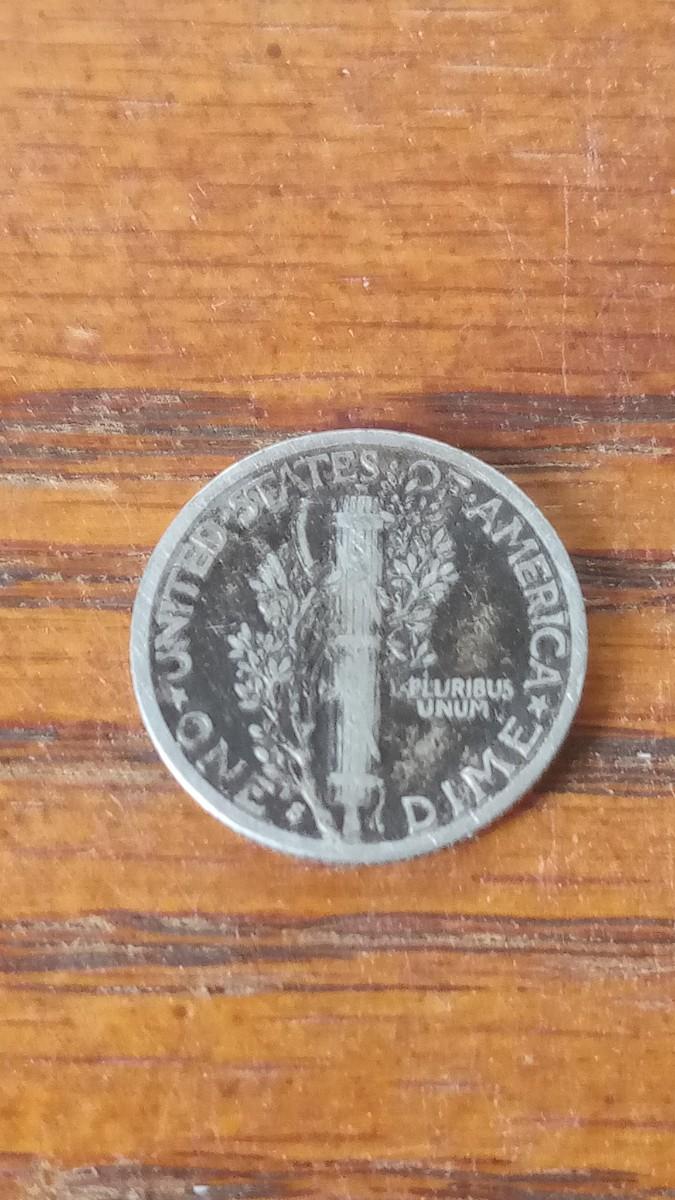 UNITED STATES OF AMERICA
PLURIBUS
UNUM
ONE DIME